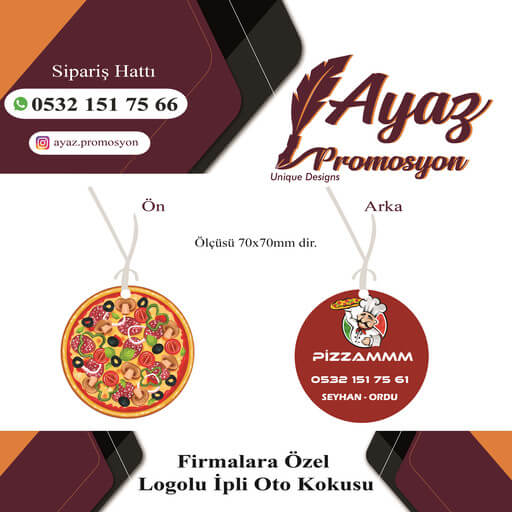 Sipariş Hattı
0532 151 75 66
ayaz.promosyon
Ayaz
Promosyon
Unique Designs
Ön
Arka
Ölçüsü 70x70mm dir.
PİZZAMMM
0532 151 75 61
SEYHAN - ORDU
Firmalara Özel
Logolu İpli Oto Kokusu